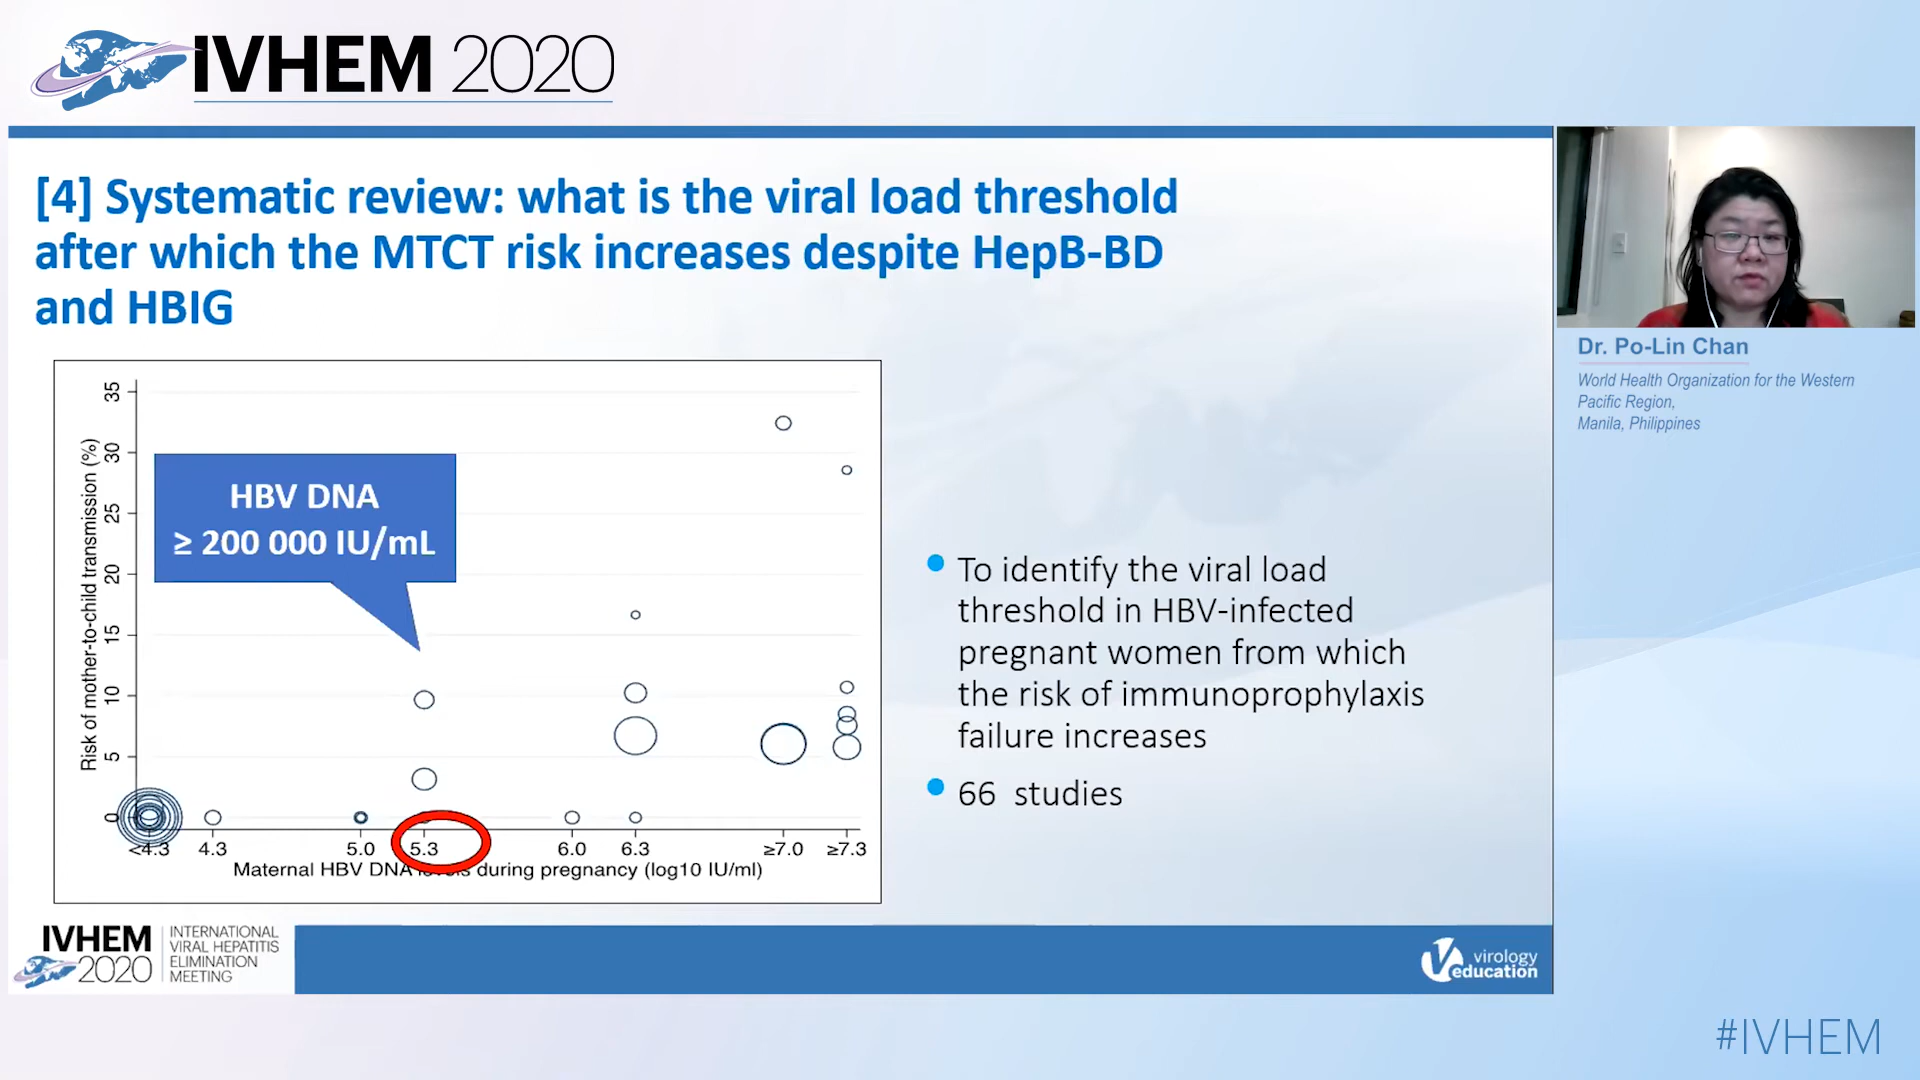 IVHEM 2020
[4] Systematic review: what is the viral load threshold
after which the MTCT risk increases despite HepB-BD
and HBIG
Dr. Po-Lin Chan
World Health Organization for the Western
Pacific Region,
Manila, Philippines
Risk of mother-to-child transmission (%)
35
30
25
20
15
10
5
0
HBV DNA
≥ 200 000 IU/mL
<4.3 4.3 5.0 5.3 6.0 6.3 ≥7.0 ≥7.3
Maternal HBV DNA levels during pregnancy (log10 IU/ml)
To identify the viral load
threshold in HBV-infected
pregnant women from which
the risk of immunoprophylaxis
failure increases
66 studies
IVHEM
2020
INTERNATIONAL
VIRAL HEPATITIS
ELIMINATION
MEETING
virology
education
#IVHEM